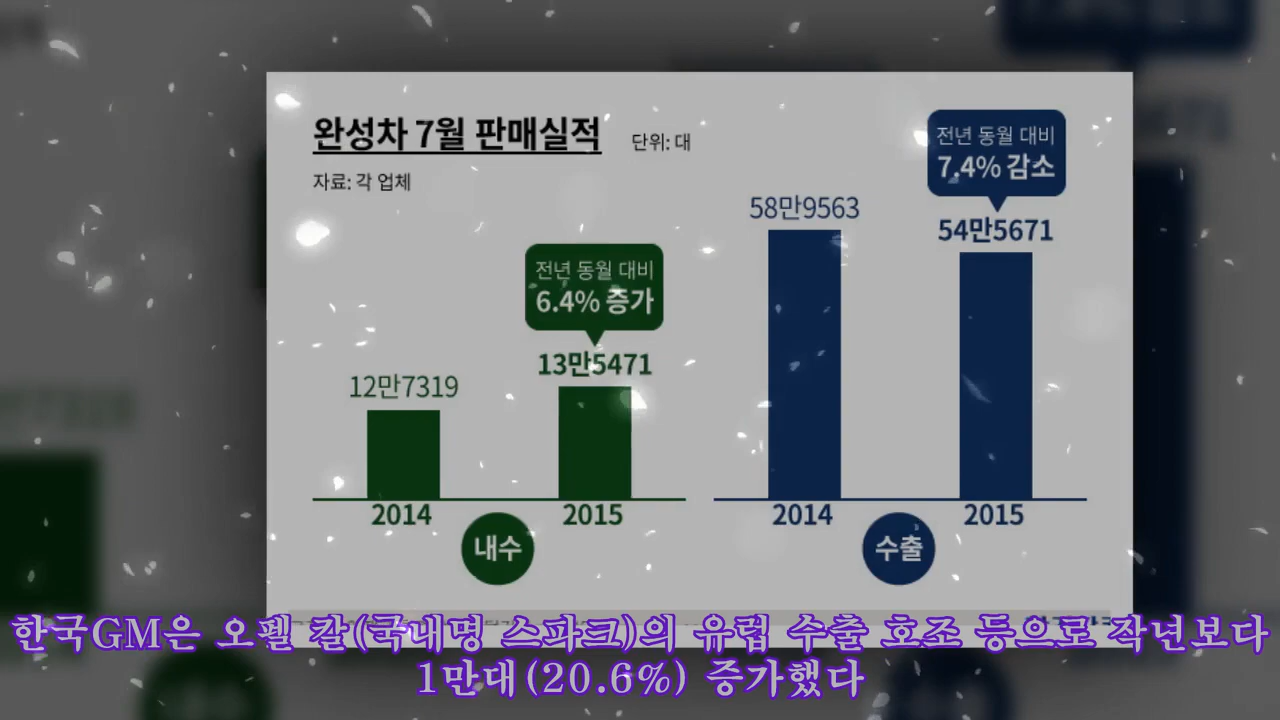 완성차 7월 판매실적 단위: 대
자료: 각 업체
전년 동월 대비
6.4% 증가
12만7319
13만5471
2014
2015
내수
전년 동월 대비
7.4% 감소
58만9563
54만5671
2014
2015
수출
한국GM은 오펠 칼(국내명 스파크)의 유럽 수출 호조 등으로 작년보다
1만대(20.6%) 증가했다